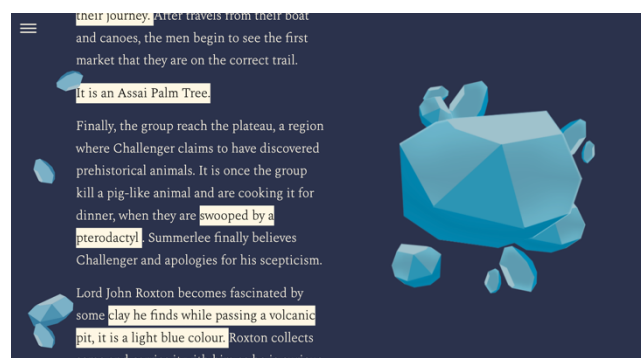 their journey. After travels from their boat
and canoes, the men begin to see the first
market that they are on the correct trail.
It is an Assai Palm Tree.
Finally, the group reach the plateau, a region
where Challenger claims to have discovered
prehistorical animals. It is once the group
kill a pig-like animal and are cooking it for
dinner, when they are swooped by a
pterodactyl . Summerlee finally believes
Challenger and apologies for his scepticism.
Lord John Roxton becomes fascinated by
some clay he finds while passing a volcanic
pit, it is a light blue colour. Roxton collects